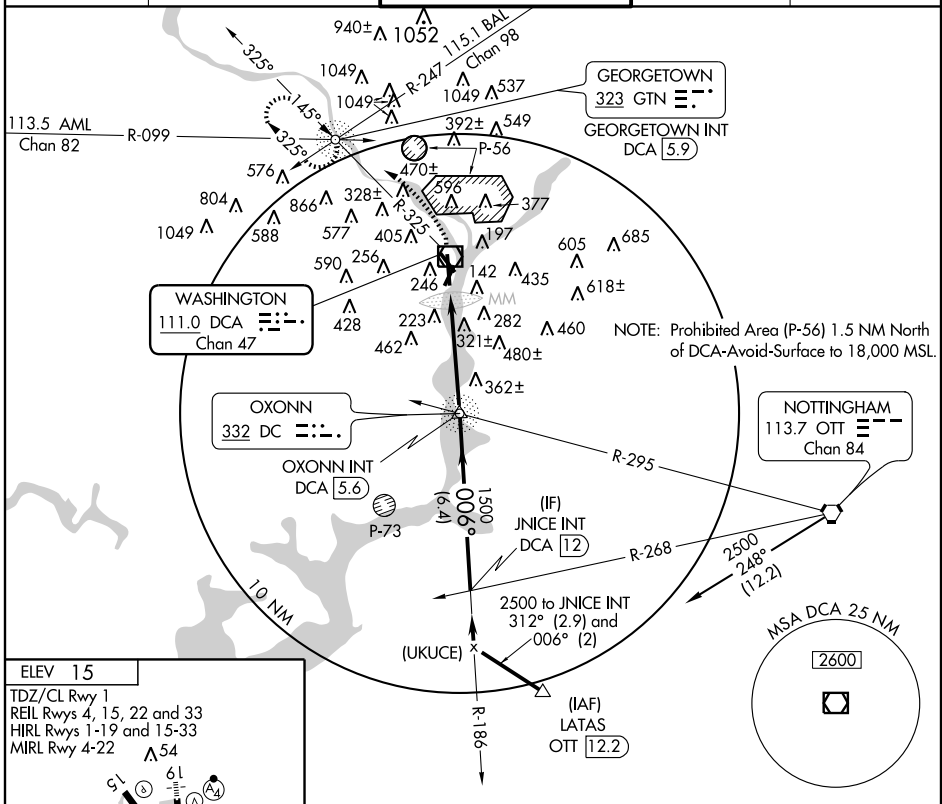 940±
1052
115.1 BAL
Chan 98
R-247
325°
1049
1049
537
1049±
GEORGETOWN
323 GTN
GEORGETOWN INT
DCA 5.9
145°
325°
113.5 AML
Chan 82
R-099
392±
549
P-56
576
470±
596
377
804
866
328±
R-325
1049
588
577
405
197
605
685
590
256
246
142
435
618±
WASHINGTON
111.0 DCA
Chan 47
MM
428
223
282
460
462
321±
480±
NOTE: Prohibited Area (P-56) 1.5 NM North
of DCA-Avoid-Surface to 18,000 MSL.
362±
OXONN
332 DC
NOTTINGHAM
113.7 OTT
Chan 84
OXONN INT
DCA 5.6
R-295
P-73
1500
006°
(6.4)
(IF)
JNICE INT
DCA 12
R-268
2500
248°
(12.2)
10 NM
2500 to JNICE INT
312° (2.9) and
006° (2)
(UKUCE)
MSA DCA 25 NM
2600
(IAF)
LATAS
OTT 12.2
R-186
ELEV 15
TDZ/CL Rwy 1
REIL Rwys 4, 15, 22 and 33
HIRL Rwys 1-19 and 15-33
MIRL Rwy 4-22
54
15
19
P
V
A4